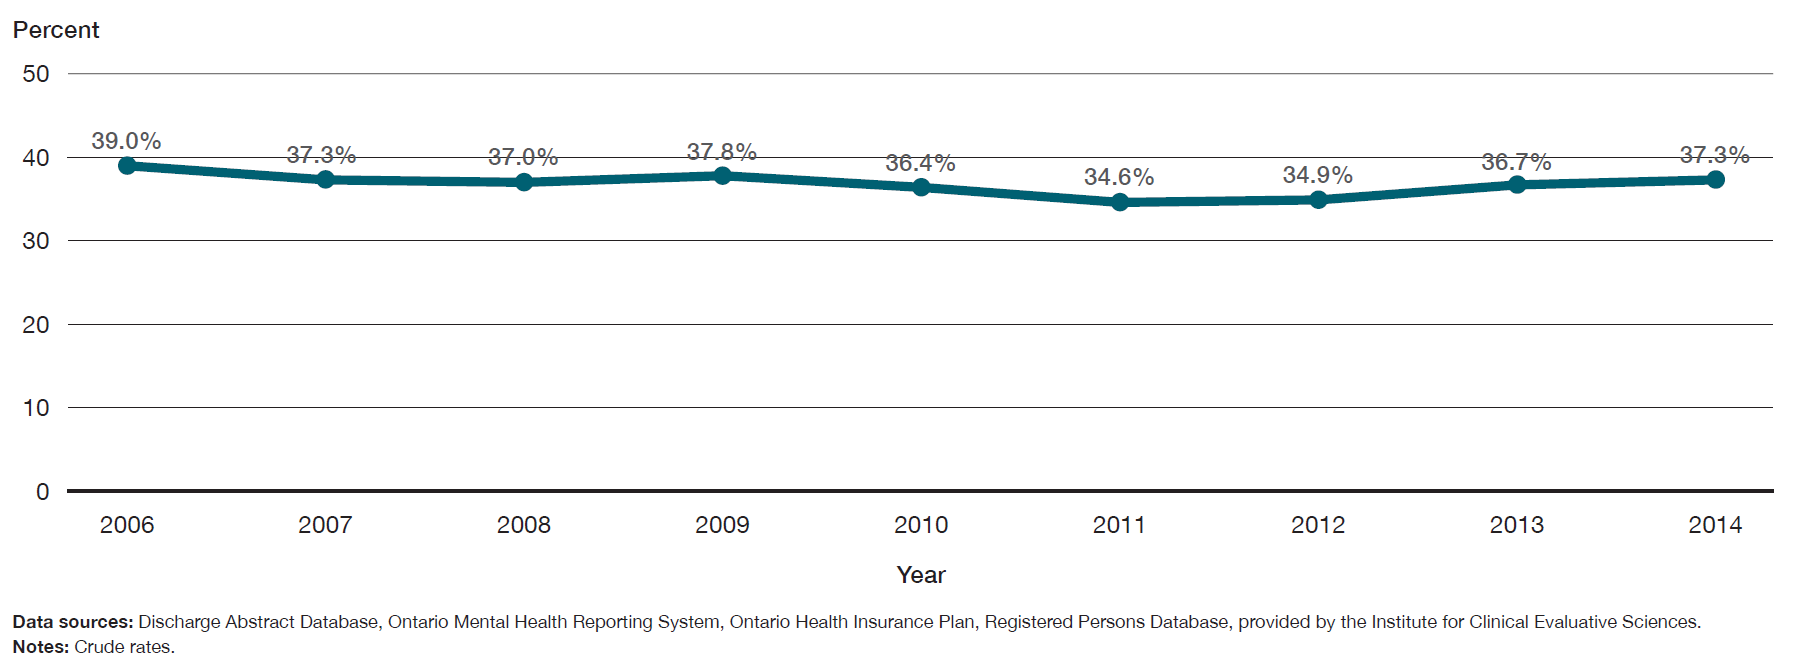 Percent
50
39.0% 37.3% 37.0% 37.8% 36.4% 34.6% 34.9% 36.7% 37.3%
40
30
20
10
0
2006 2007 2008 2009 2010 2011 2012 2013 2014
Year
Data sources: Discharge Abstract Database, Ontario Mental Health Reporting System, Ontario Health Insurance Plan, Registered Persons Database, provided by the Institute for Clinical Evaluative Sciences.
Notes: Crude rates.